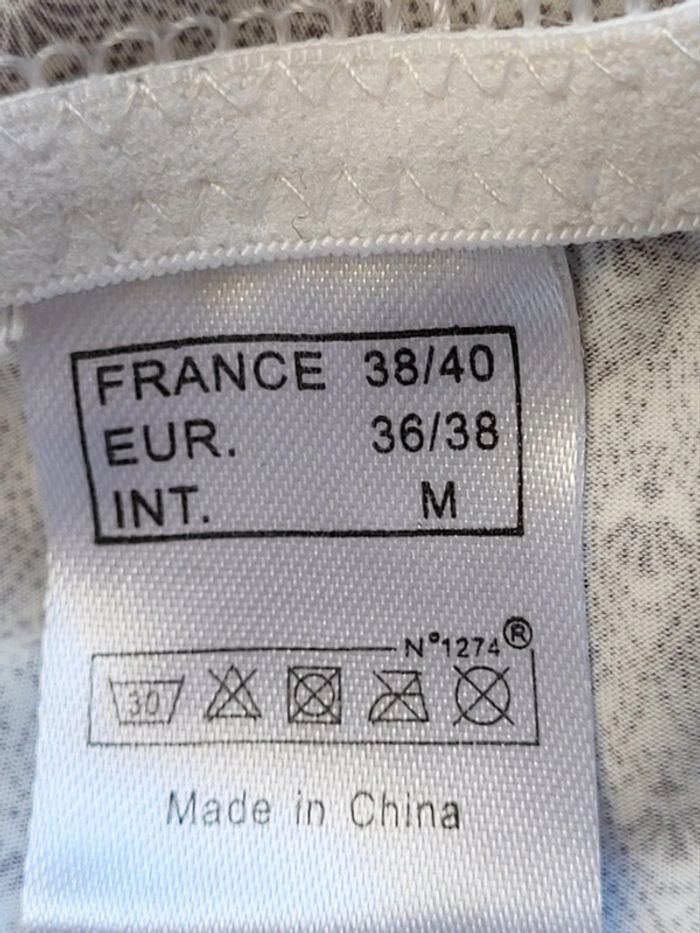 FRANCE 38/40
EUR. 36/38
INT. M
N°1274®
30
Made in China